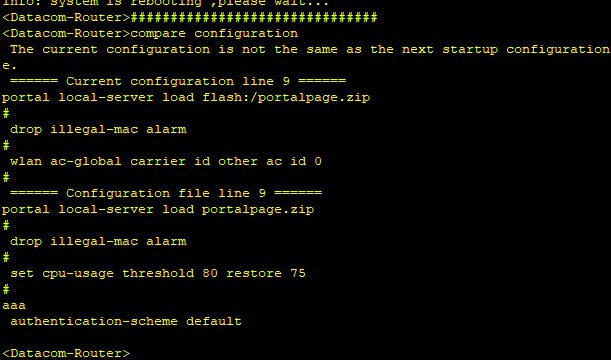 info: system is rebooting ,please wait...
<Datacom-Router>###############################
<Datacom-Router>compare configuration
 The current configuration is not the same as the next startup configuration
e.
 ====== Current configuration line 9 ======
portal local-server load flash:/portalpage.zip
#
 drop illegal-mac alarm
#
 wlan ac-global carrier id other ac id 0
#
 ====== Configuration file line 9 ======
portal local-server load portalpage.zip
#
 drop illegal-mac alarm
#
 set cpu-usage threshold 80 restore 75
#
aaa
 authentication-scheme default
<Datacom-Router>